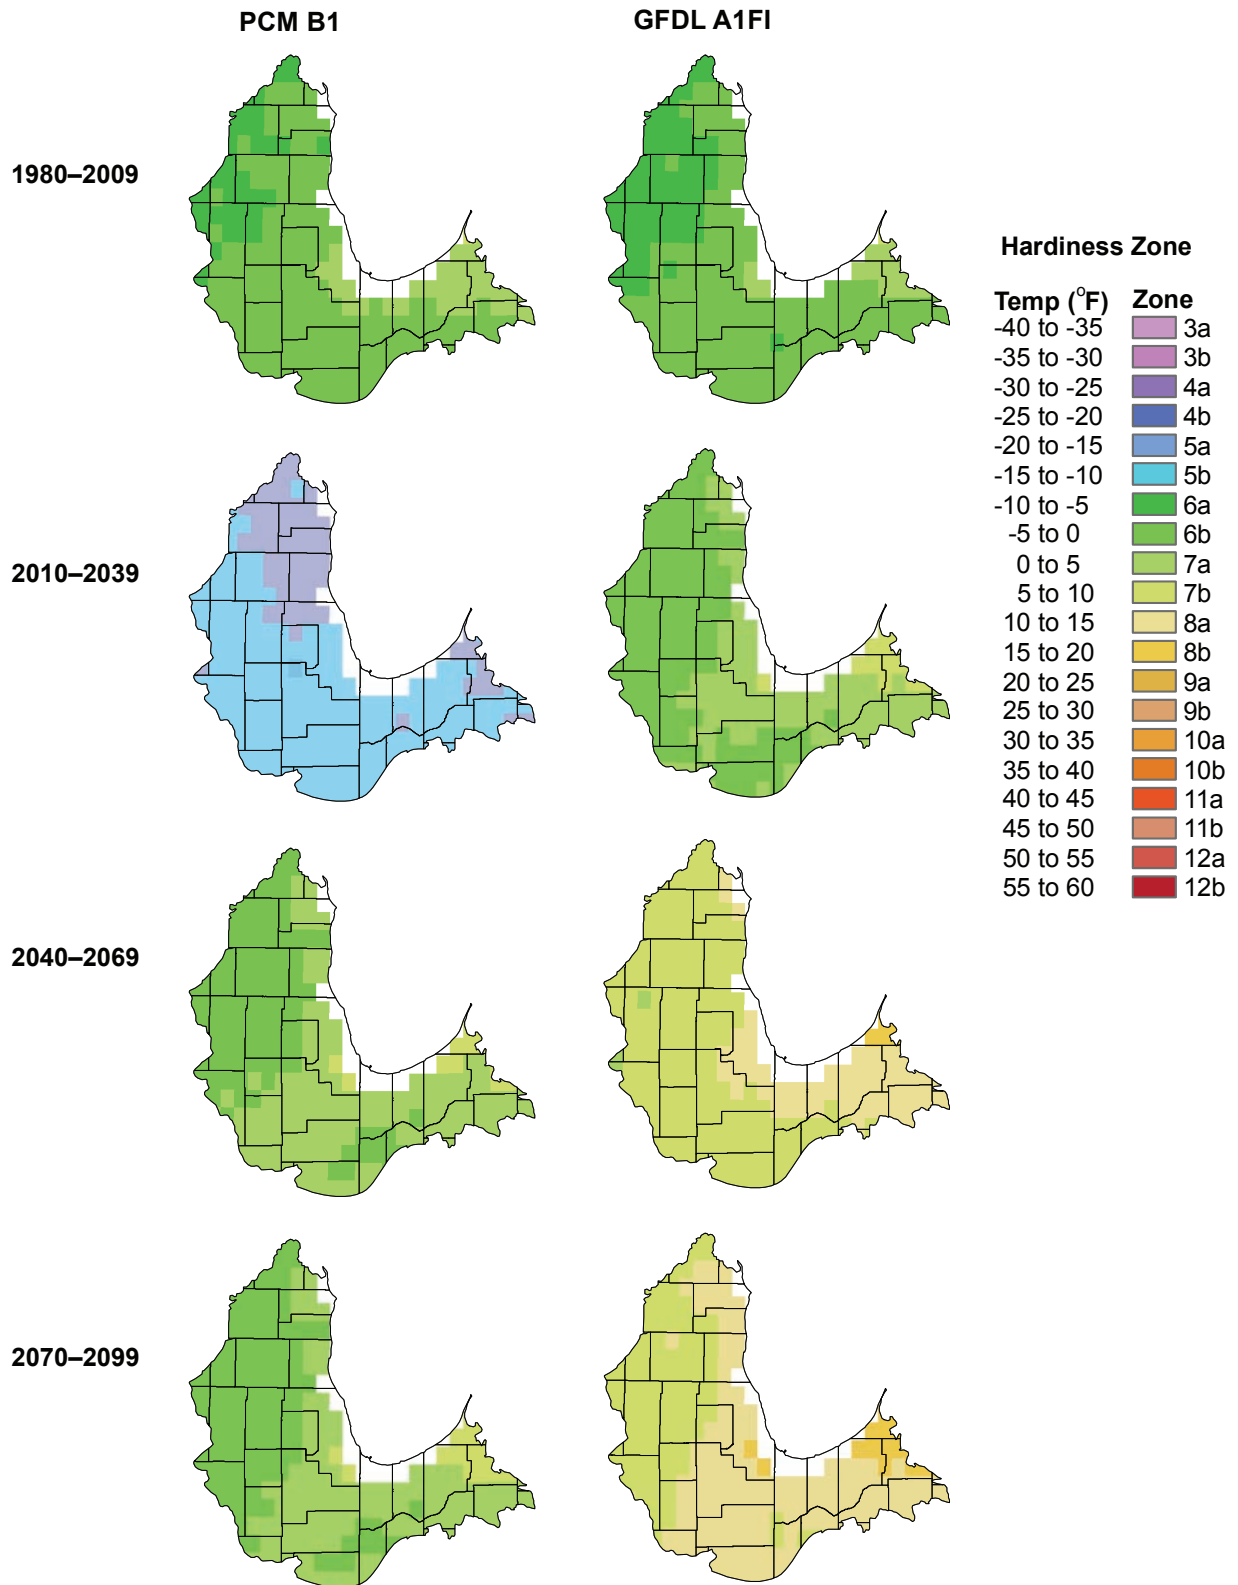 PCM B1
GFDL A1FI
1980–2009
2010–2039
2040–2069
2070–2099
Hardiness Zone
Temp (°F) Zone
-40 to -35 3a
-35 to -30 3b
-30 to -25 4a
-25 to -20 4b
-20 to -15 5a
-15 to -10 5b
-10 to -5 6a
-5 to 0 6b
0 to 5 7a
5 to 10 7b
10 to 15 8a
15 to 20 8b
20 to 25 9a
25 to 30 9b
30 to 35 10a
35 to 40 10b
40 to 45 11a
45 to 50 11b
50 to 55 12a
55 to 60 12b